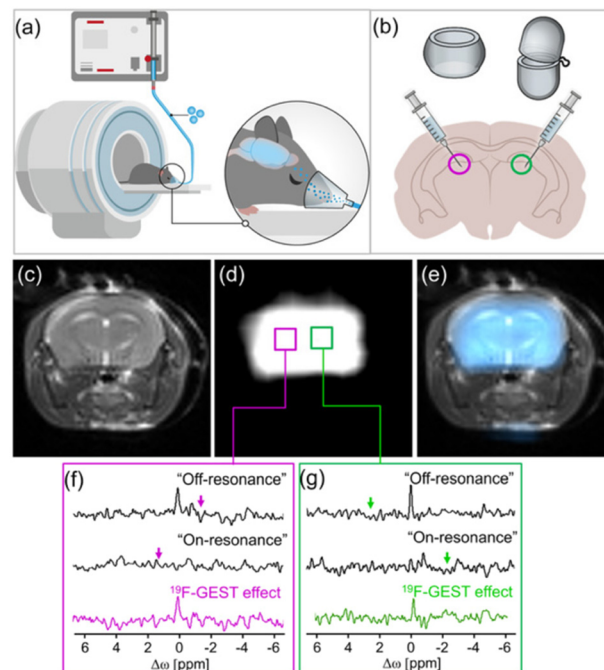 (a)
(b)
(c)
(d)
(e)
(f)
"Off-resonance"
"On-resonance"
¹⁹F-GEST effect
6 4 2 0 -2 -4 -6
Δω [ppm]
(g)
"Off-resonance"
"On-resonance"
¹⁹F-GEST effect
6 4 2 0 -2 -4 -6
Δω [ppm]